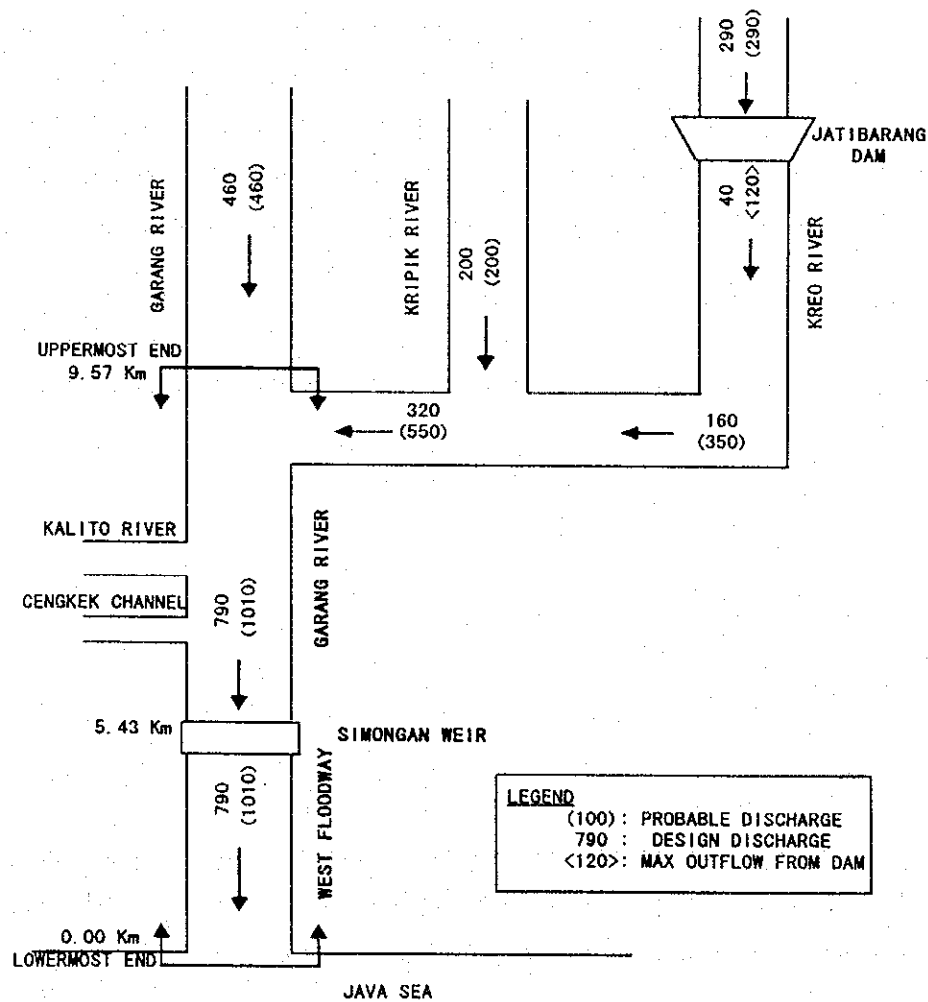 290
(290)
JATIBARANG
DAM
GARANG RIVER
460
(460)
KRIPIK RIVER
200
(200)
40
<120>
KREO RIVER
UPPERMOST END
9.57 Km
320
(550)
160
(350)
KALITO RIVER
CENGKEK CHANNEL
790
(1010)
GARANG RIVER
5.43 Km
SIMONGAN WEIR
790
(1010)
WEST FLOODWAY
LEGEND
(100) : PROBABLE DISCHARGE
790 : DESIGN DISCHARGE
<120>: MAX OUTFLOW FROM DAM
0.00 Km
LOWERMOST END
JAVA SEA